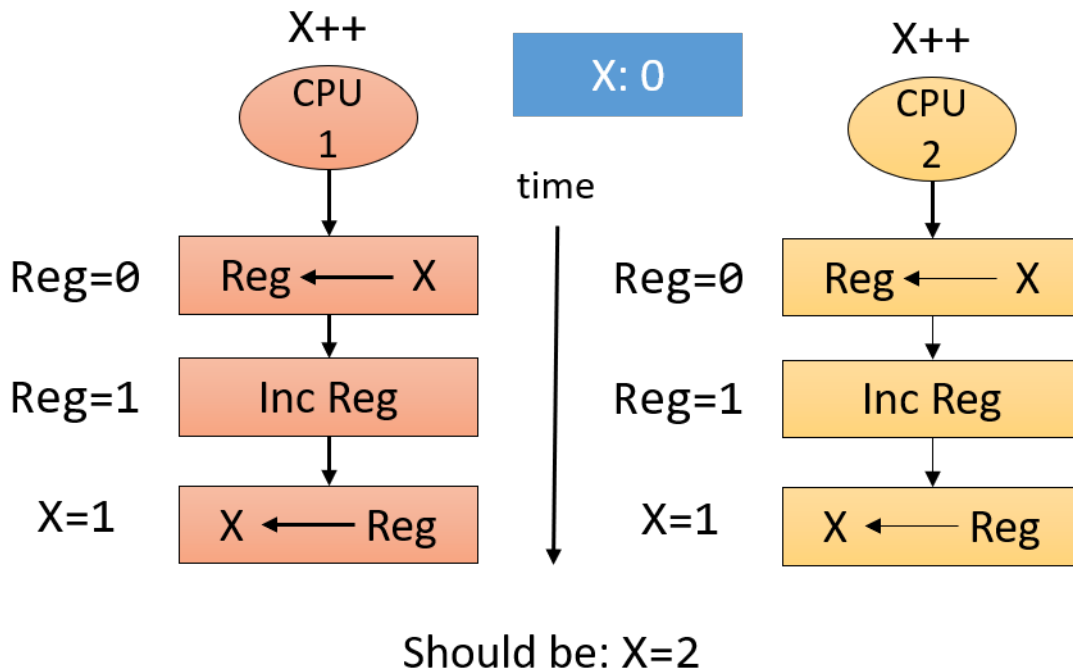 X++
CPU
1
X: 0
X++
CPU
2
time
Reg=0
Reg X
Reg=0
Reg X
Reg=1
Inc Reg
Reg=1
Inc Reg
X=1
X Reg
X=1
X Reg
Should be: X=2